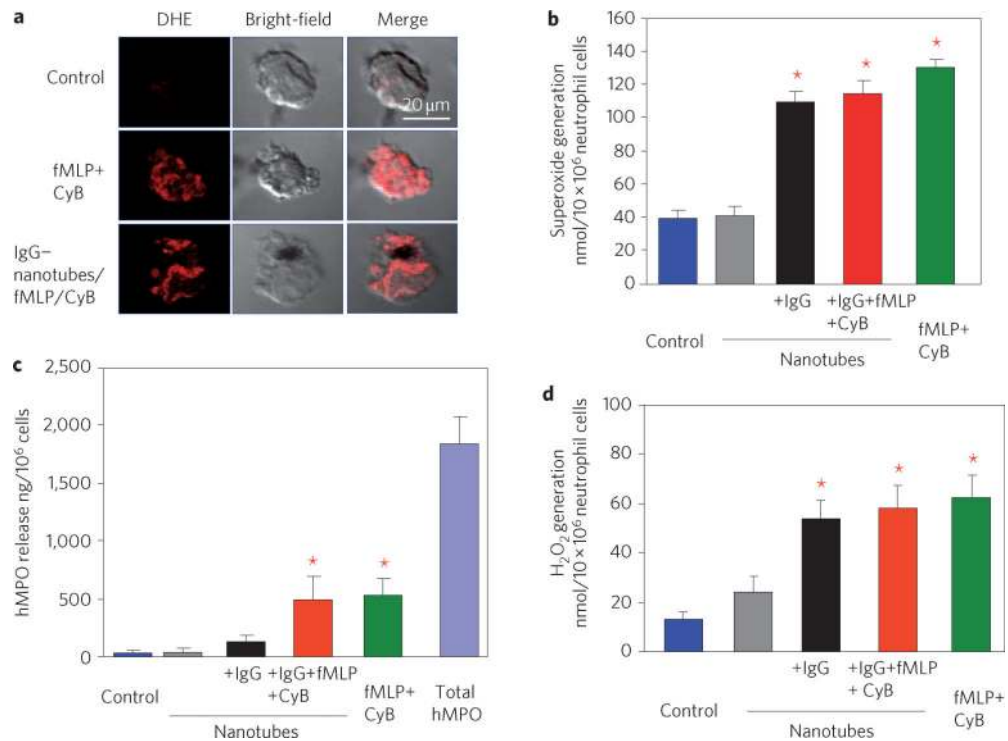 a
DHE Bright-field Merge
Control
20 μm
fMLP+
CyB
IgG–
nanotubes/
fMLP/CyB
b
Superoxide generation
nmol/10 × 10⁶ neutrophil cells
160
140
120
100
80
60
40
20
0
+IgG +IgG+fMLP
+CyB
Control
Nanotubes
fMLP+
CyB
c
hMPO release ng/10⁶ cells
2,500
2,000
1,500
1,000
500
0
+IgG +IgG+fMLP
+CyB
Control
Nanotubes
fMLP+
CyB
Total
hMPO
d
H₂O₂ generation
nmol/10 × 10⁶ neutrophil cells
100
80
60
40
20
0
+IgG +IgG+fMLP
+ CyB
Control
Nanotubes
fMLP+
CyB